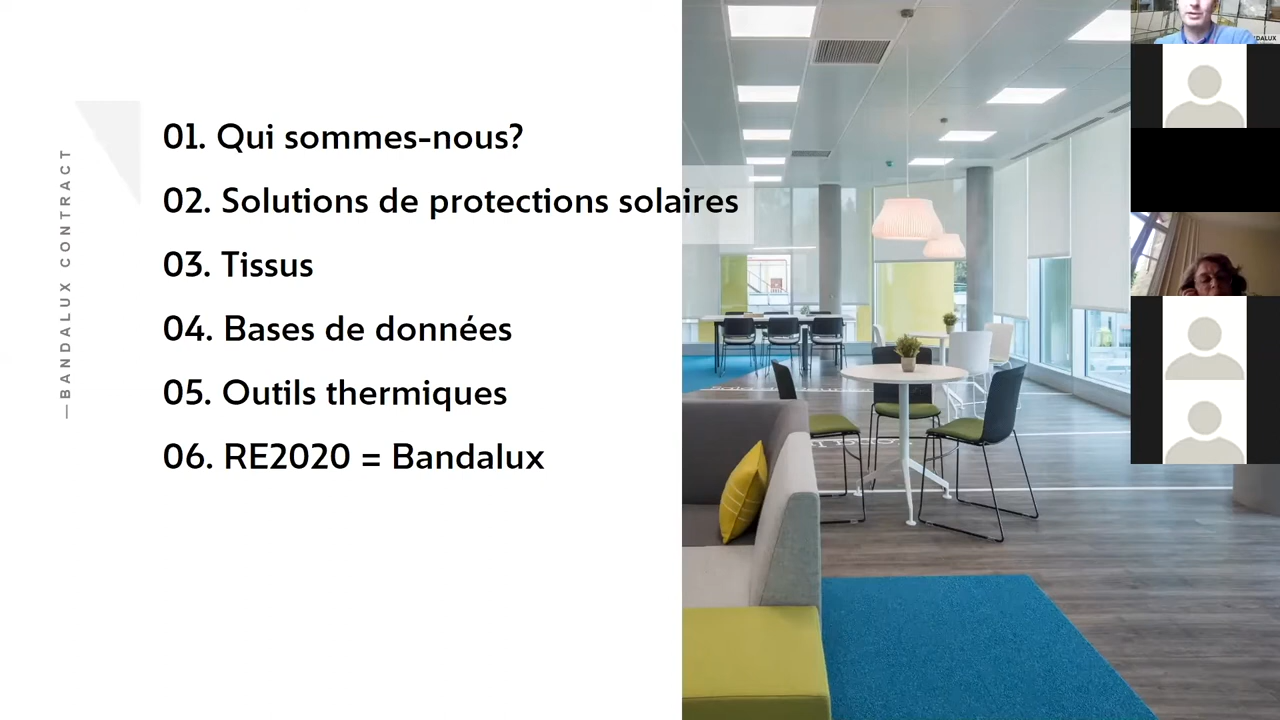 —BANDALUX CONTRACT
01. Qui sommes-nous?
02. Solutions de protections solaires
03. Tissus
04. Bases de données
05. Outils thermiques
06. RE2020 = Bandalux